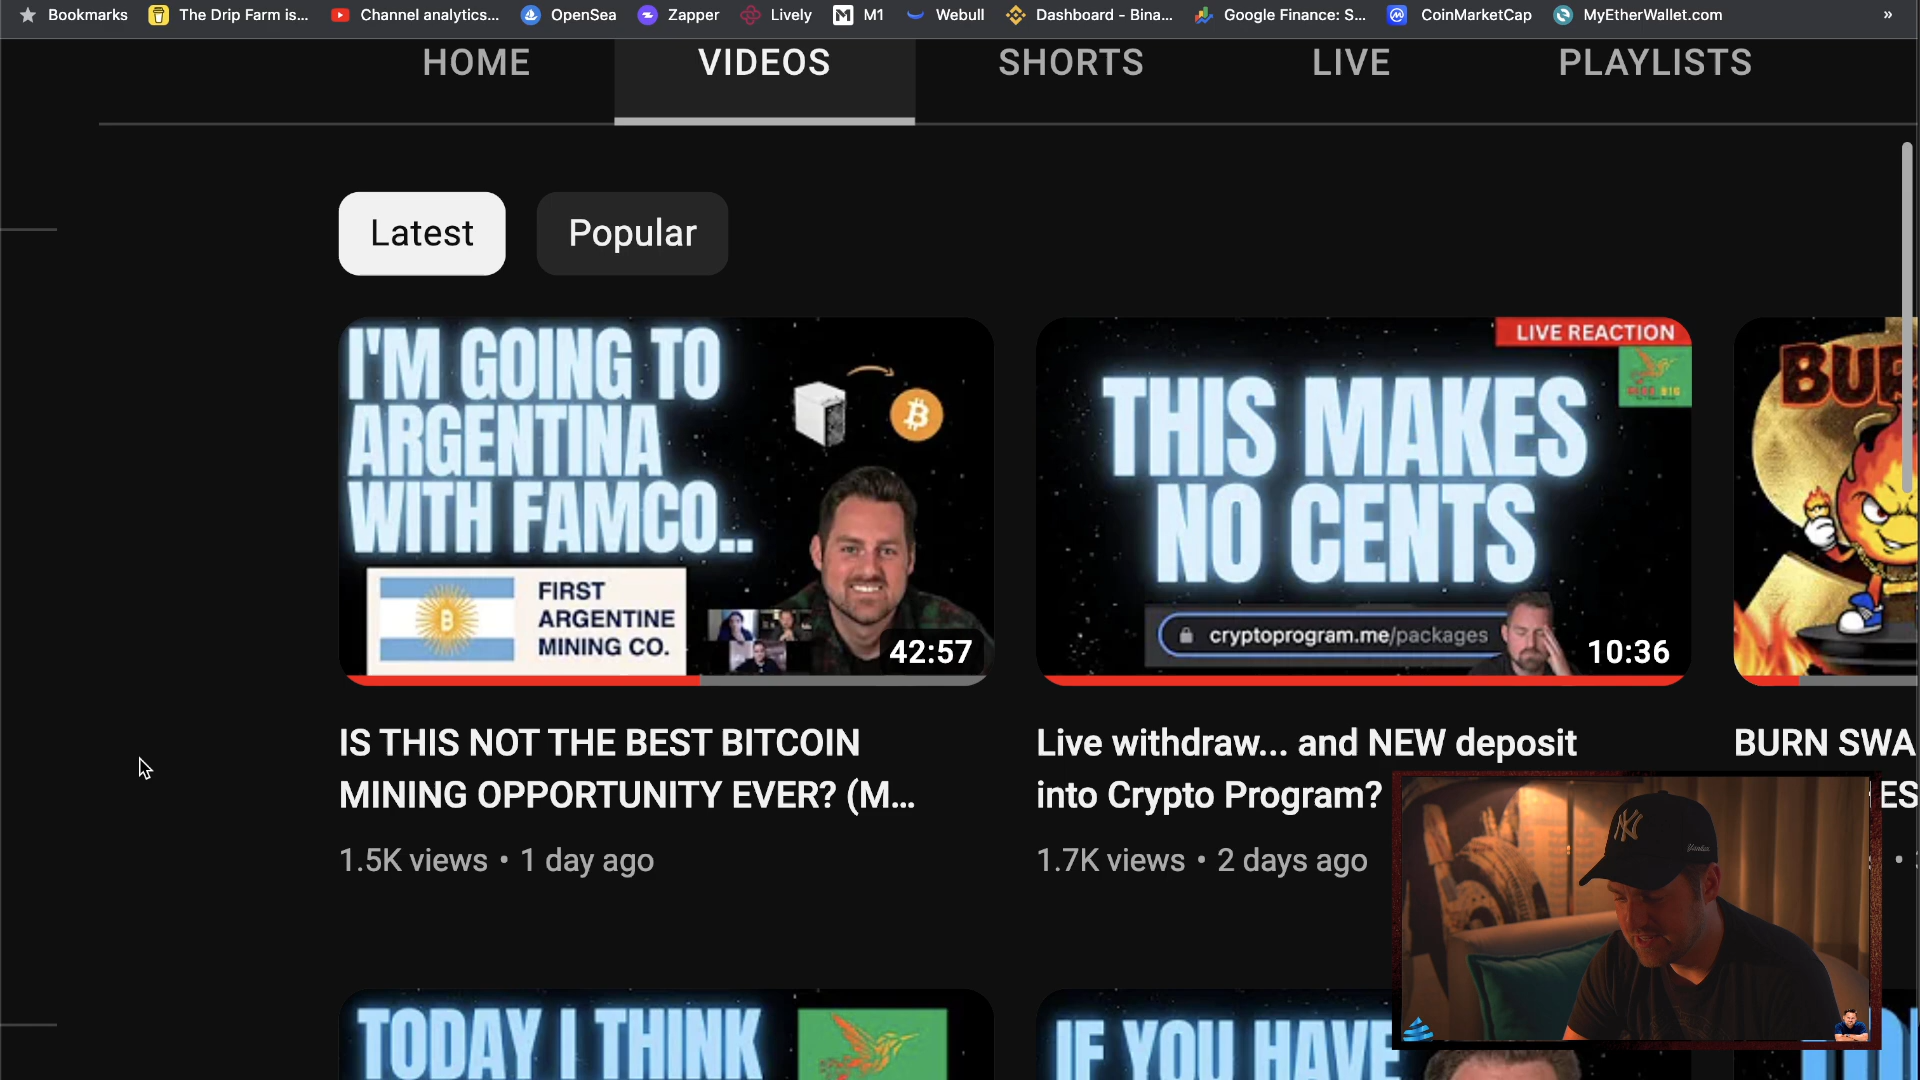 Bookmarks The Drip Farm is... Channel analytics... OpenSea Zapper Lively M1 Webull Dashboard - Bina... Google Finance: S... CoinMarketCap MyEtherWallet.com »
HOME VIDEOS SHORTS LIVE PLAYLISTS
Latest Popular
I'M GOING TO
ARGENTINA
WITH FAMCO..
FIRST
ARGENTINE
MINING CO.
42:57
LIVE REACTION
THIS MAKES
NO CENTS
cryptoprogram.me/packages
10:36
BUR
IS THIS NOT THE BEST BITCOIN
MINING OPPORTUNITY EVER? (M...
1.5K views • 1 day ago
Live withdraw... and NEW deposit
into Crypto Program?
1.7K views • 2 days ago
BURN SWA
ES
NY
TODAY I THINK
IF YOU HAVE